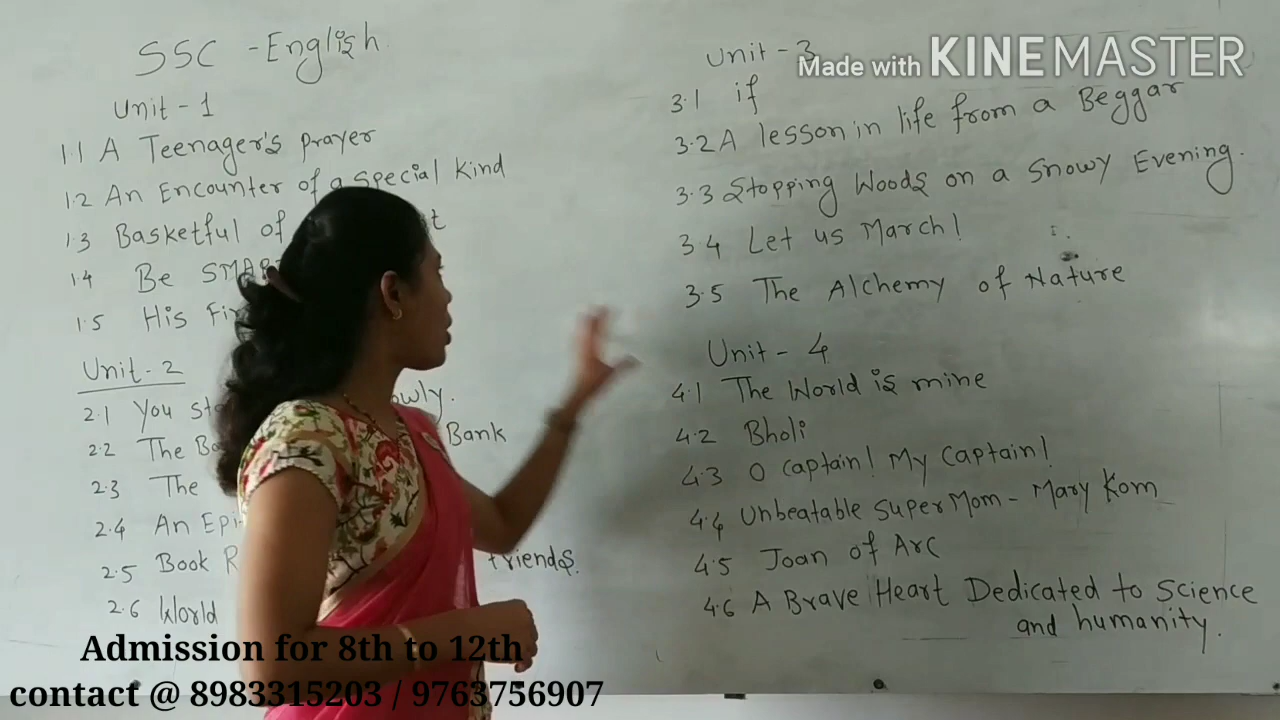 SSC - English
Unit - 1
1.1 A Teenager's prayer
1.2 An Encounter of a special kind
1.3 Basketful of
1.4 Be SMART
1.5 His
Unit - 2
2.1 You
2.2 The Bank
2.3 The
2.4 An
2.5 Book friends.
2.6 World
Unit - 3
3.1 if
3.2 A lesson in life from a Beggar
3.3 Stopping Woods on a snowy Evening.
3.4 Let us March!
3.5 The Alchemy of Nature
Unit - 4
4.1 The World is mine
4.2 Bholi
4.3 O captain! My captain!
4.4 Unbeatable Super Mom - Mary Kom
4.5 Joan of Arc
4.6 A Brave Heart Dedicated to Science
and humanity.
Made with KINEMASTER
Admission for 8th to 12th
contact @ 8983315203 / 9763756907